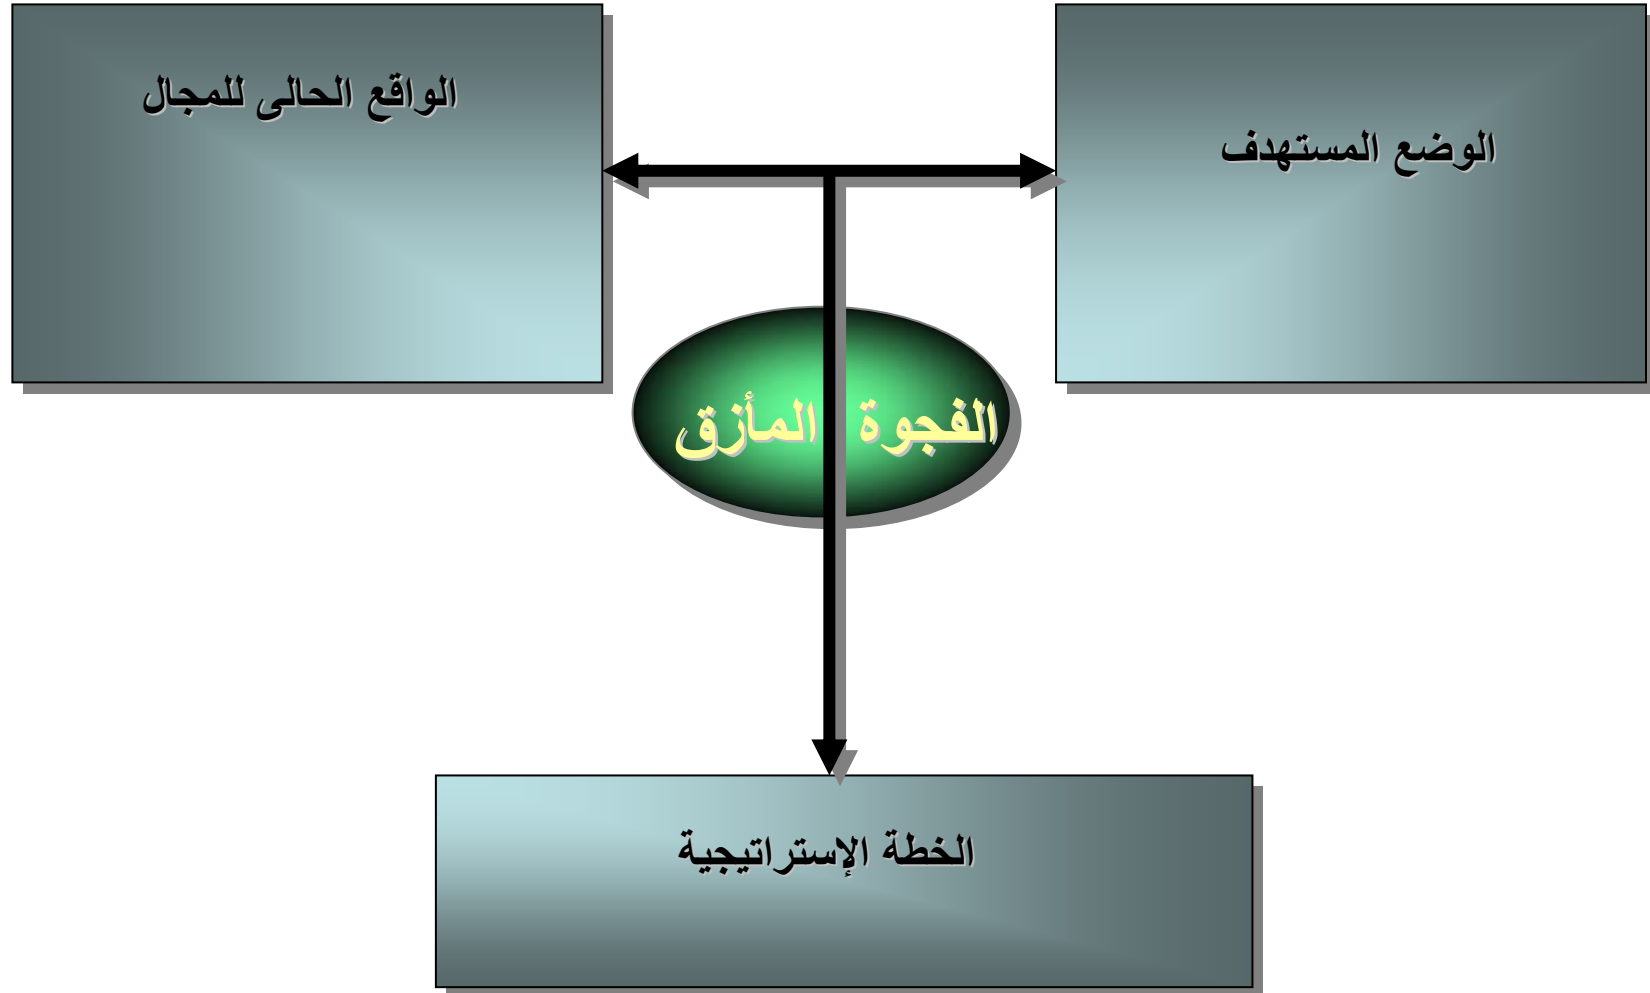 الواقع الحالى للمجال
الوضع المستهدف
الفجوة المأزق
الخطة الإستراتيجية